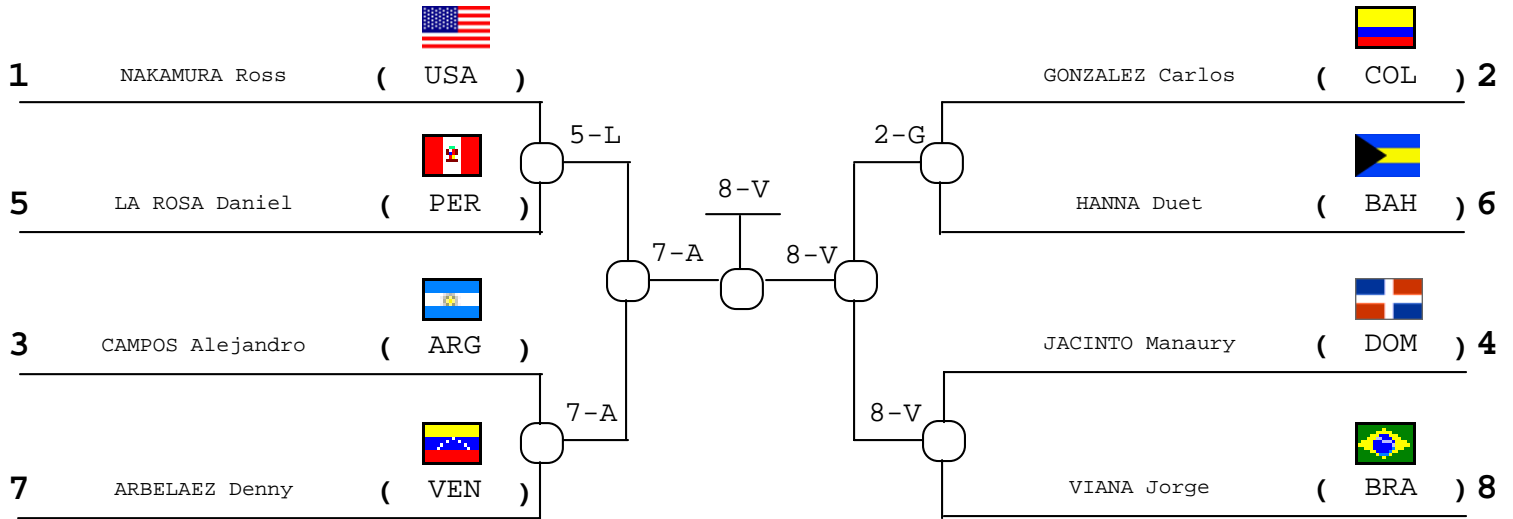 1 NAKAMURA Ross ( USA )
5-L
5 LA ROSA Daniel ( PER )
7-A
3 CAMPOS Alejandro ( ARG )
7-A
7 ARBELAEZ Denny ( VEN )
8-V
GONZALEZ Carlos ( COL ) 2
2-G
HANNA Duet ( BAH ) 6
8-V
JACINTO Manaury ( DOM ) 4
8-V
VIANA Jorge ( BRA ) 8